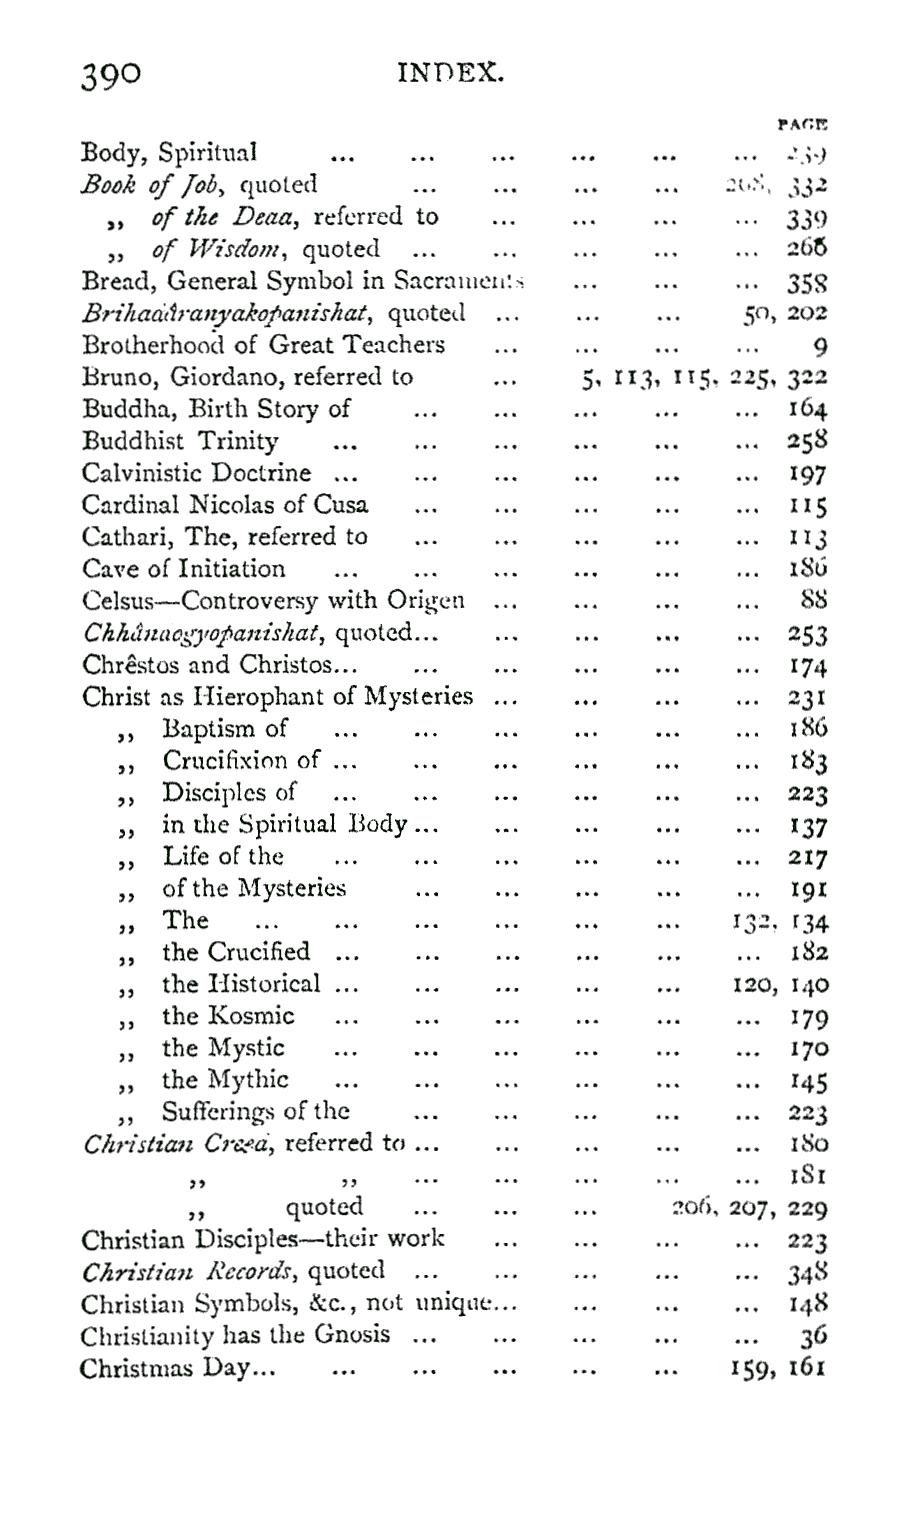 390 INDEX.
PAGE
Body, Spiritual ... ... ... ... ... ... 239
Book of Job, quoted ... ... ... ... 268, 332
„ of the Dead, referred to ... ... ... ... 339
„ of Wisdom, quoted ... ... ... ... ... 268
Bread, General Symbol in Sacraments ... ... ... 358
Brihadâranyakopanishat, quoted ... ... ... 50, 202
Brotherhood of Great Teachers ... ... ... ... 9
Bruno, Giordano, referred to ... 5, 113, 115, 225, 322
Buddha, Birth Story of ... ... ... ... ... 164
Buddhist Trinity ... ... ... ... ... ... 258
Calvinistic Doctrine ... ... ... ... ... ... 197
Cardinal Nicolas of Cusa ... ... ... ... ... 115
Cathari, The, referred to ... ... ... ... ... 113
Cave of Initiation ... ... ... ... ... ... 186
Celsus—Controversy with Origen ... ... ... ... 88
Chhândogyopanishat, quoted... ... ... ... ... 253
Chrêstos and Christos... ... ... ... ... ... 174
Christ as Hierophant of Mysteries ... ... ... ... 231
„ Baptism of ... ... ... ... ... ... 186
„ Crucifixion of ... ... ... ... ... ... 183
„ Disciples of ... ... ... ... ... ... 223
„ in the Spiritual Body... ... ... ... ... 137
„ Life of the ... ... ... ... ... ... 217
„ of the Mysteries ... ... ... ... ... 191
„ The ... ... ... ... ... ... 132, 134
„ the Crucified ... ... ... ... ... ... 182
„ the Historical ... ... ... ... ... 120, 140
„ the Kosmic ... ... ... ... ... ... 179
„ the Mystic ... ... ... ... ... ... 170
„ the Mythic ... ... ... ... ... ... 145
„ Sufferings of the ... ... ... ... ... 223
Christian Creed, referred to ... ... ... ... ... 180
„ „ ... ... ... ... ... 181
„ quoted ... ... ... 206, 207, 229
Christian Disciples—their work ... ... ... ... 223
Christian Records, quoted ... ... ... ... ... 348
Christian Symbols, &c., not unique... ... ... ... 148
Christianity has the Gnosis ... ... ... ... ... 36
Christmas Day... ... ... ... ... ... 159, 161